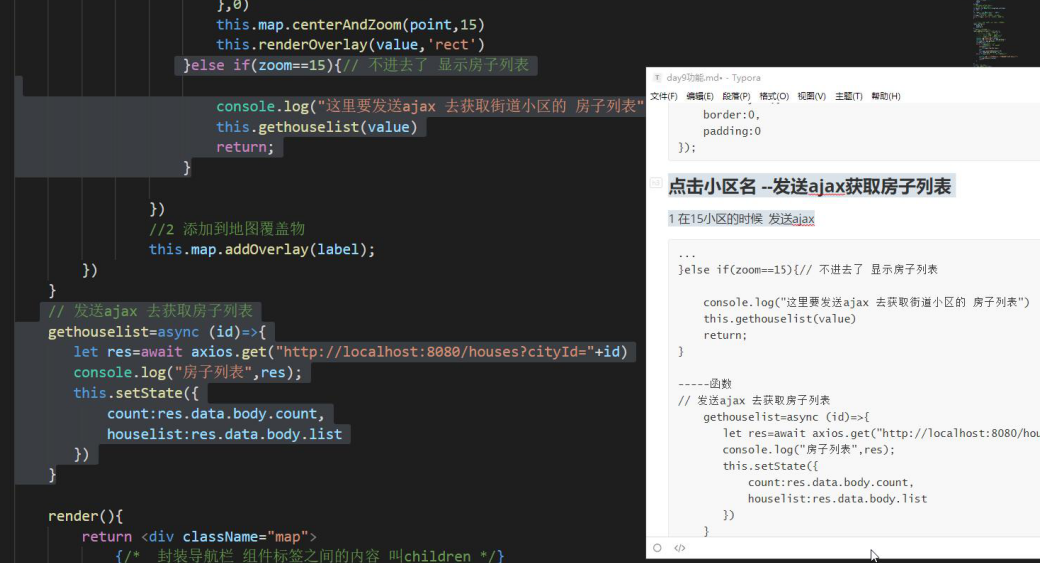 },0)
this.map.centerAndZoom(point,15)
this.renderOverlay(value,'rect')
}else if(zoom==15){// 不进去了 显示房子列表
console.log("这里要发送ajax 去获取街道小区的 房子列表"
this.gethouselist(value)
return;
}
})
//2 添加到地图覆盖物
this.map.addOverlay(label);
})
}
// 发送ajax 去获取房子列表
gethouselist=async (id)=>{
let res=await axios.get("http://localhost:8080/houses?cityId="+id)
console.log("房子列表",res);
this.setState({
count:res.data.body.count,
houselist:res.data.body.list
})
}
render(){
return <div className="map">
{/* 封装导航栏 组件标签之间的内容 叫children */}
T day9功能.md• - Typora
文件(F) 编辑(E) 段落(P) 格式(O) 视图(V) 主题(T) 帮助(H)
border:0,
padding:0
});
点击小区名 --发送ajax获取房子列表
1 在15小区的时候 发送ajax
...
}else if(zoom==15){// 不进去了 显示房子列表
console.log("这里要发送ajax 去获取街道小区的 房子列表")
this.gethouselist(value)
return;
}
-----函数
// 发送ajax 去获取房子列表
gethouselist=async (id)=>{
let res=await axios.get("http://localhost:8080/hou
console.log("房子列表",res);
this.setState({
count:res.data.body.count,
houselist:res.data.body.list
})
}
</>